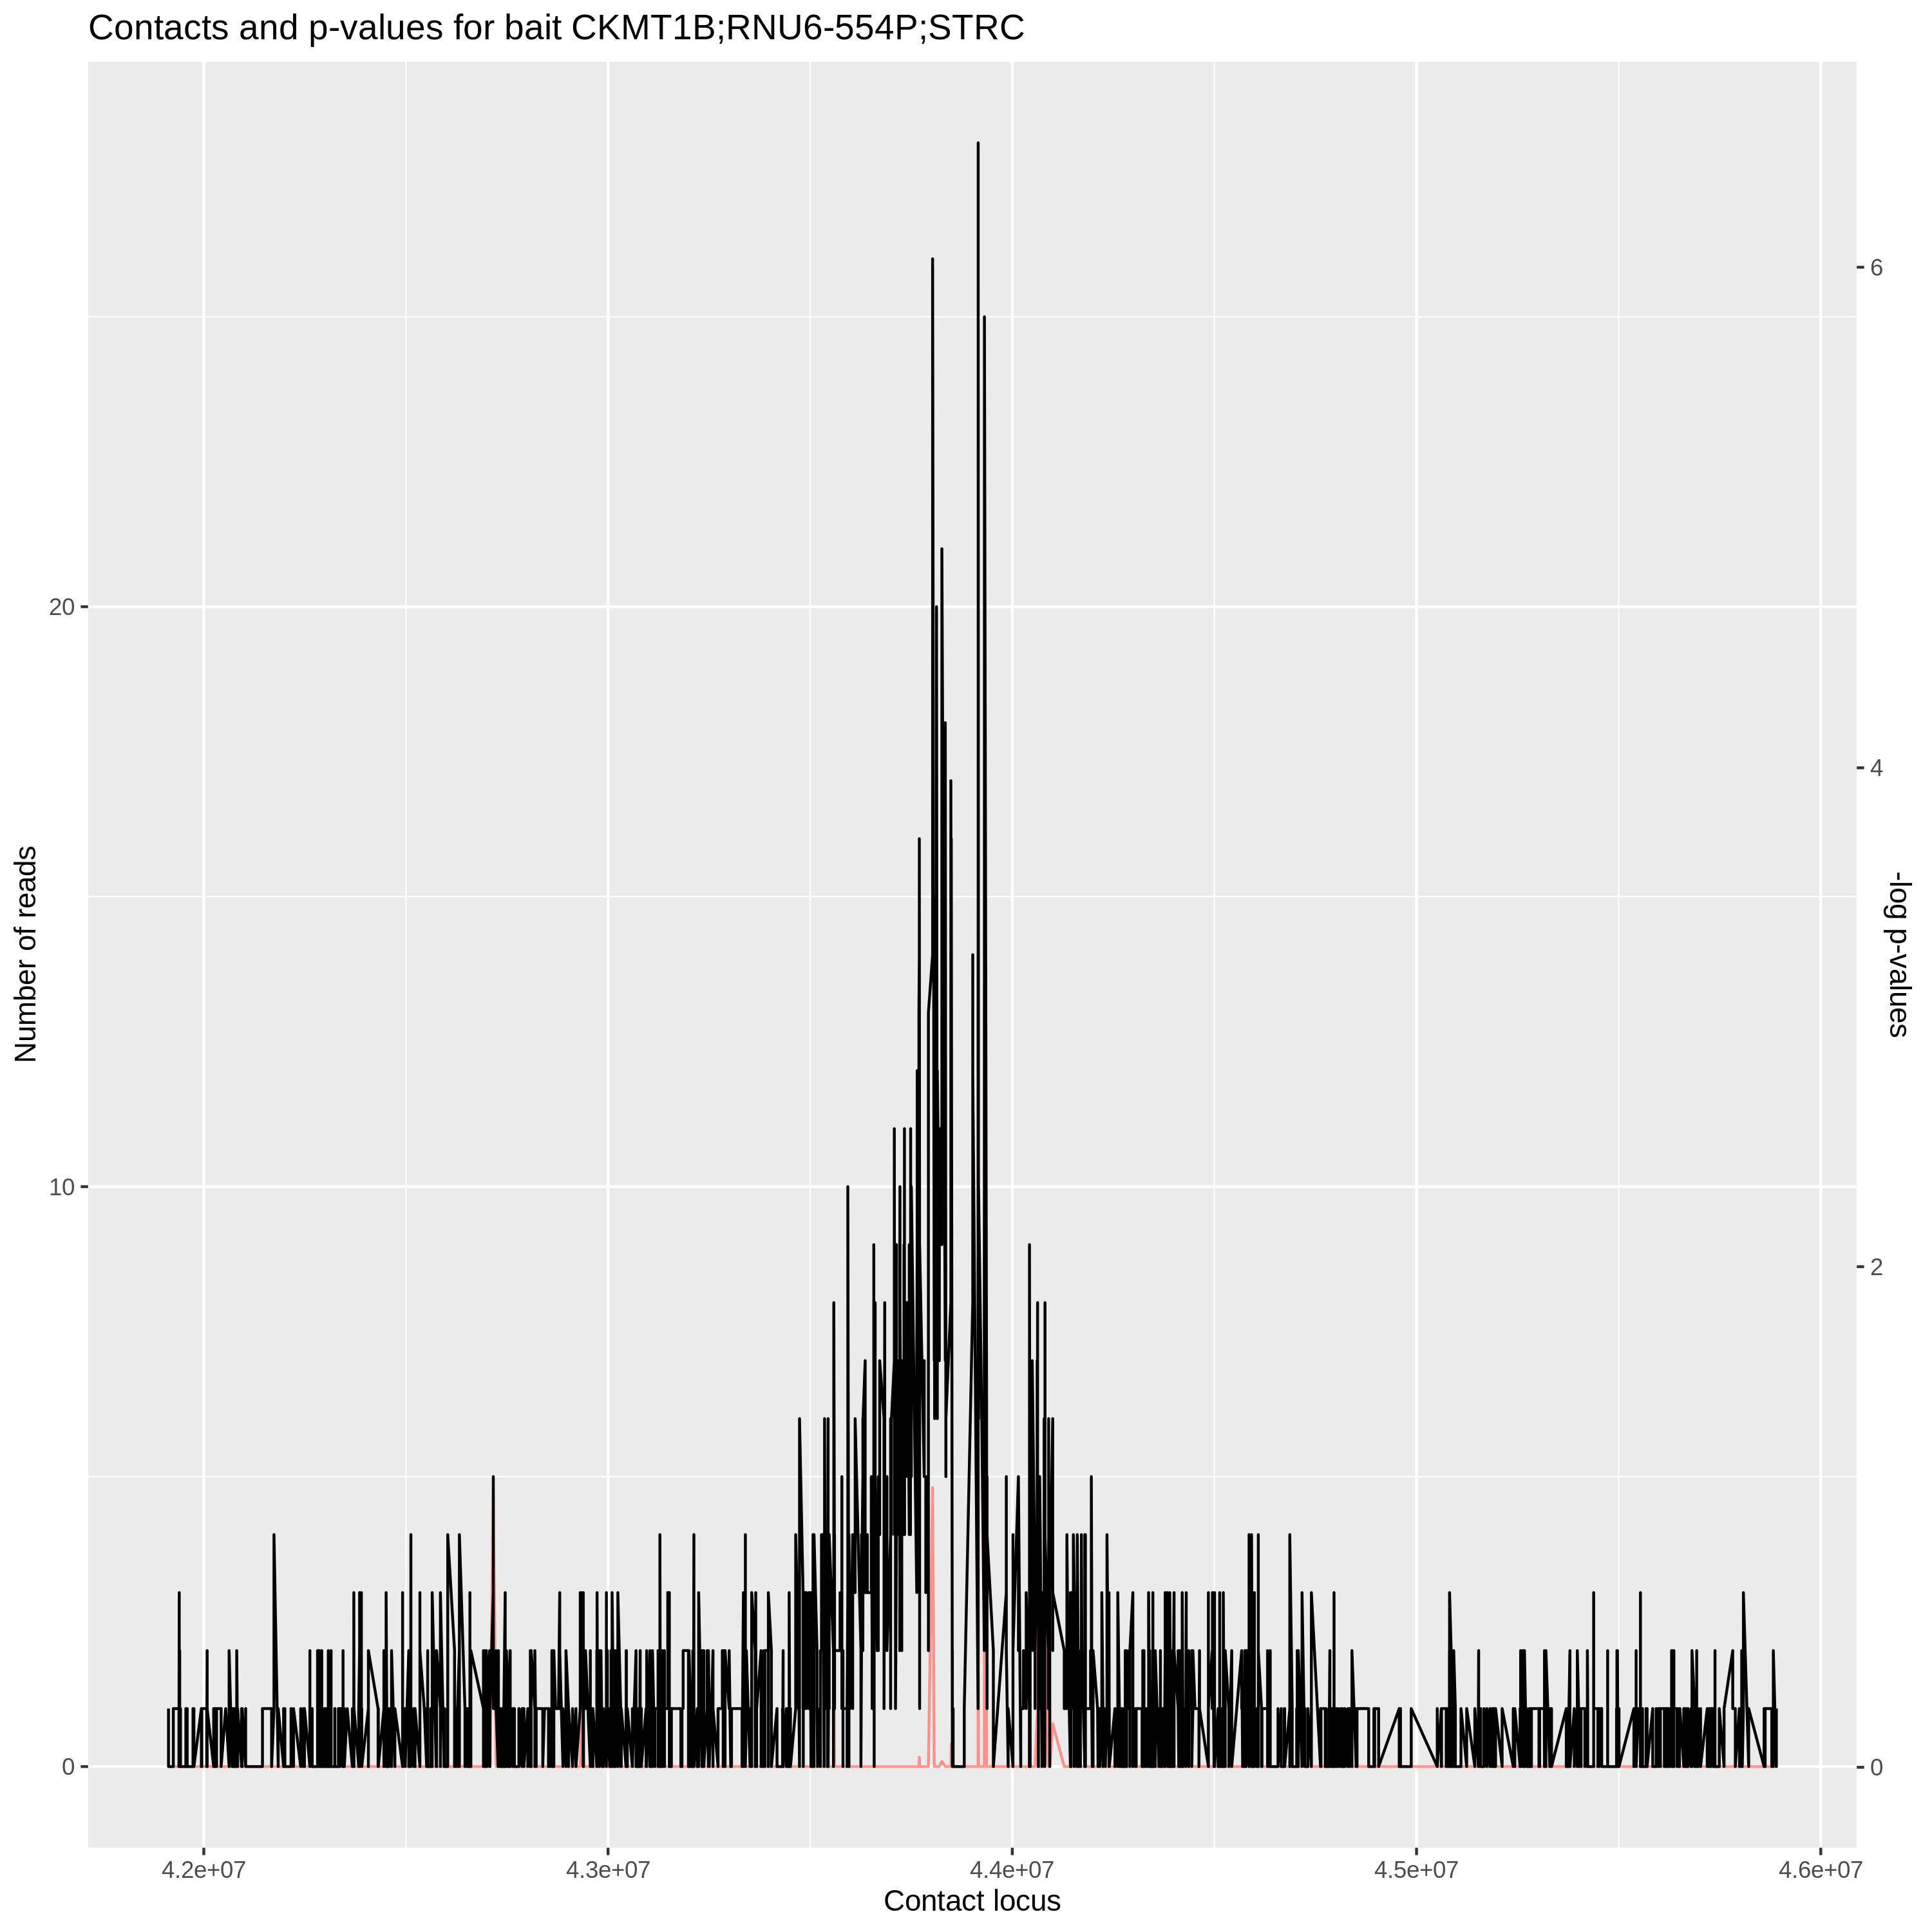 Contacts and p-values for bait CKMT1B;RNU6-554P;STRC
Number of reads
20
10
0
6
4
2
0
-log p-values
4.2e+07
4.3e+07
4.4e+07
4.5e+07
4.6e+07
Contact locus